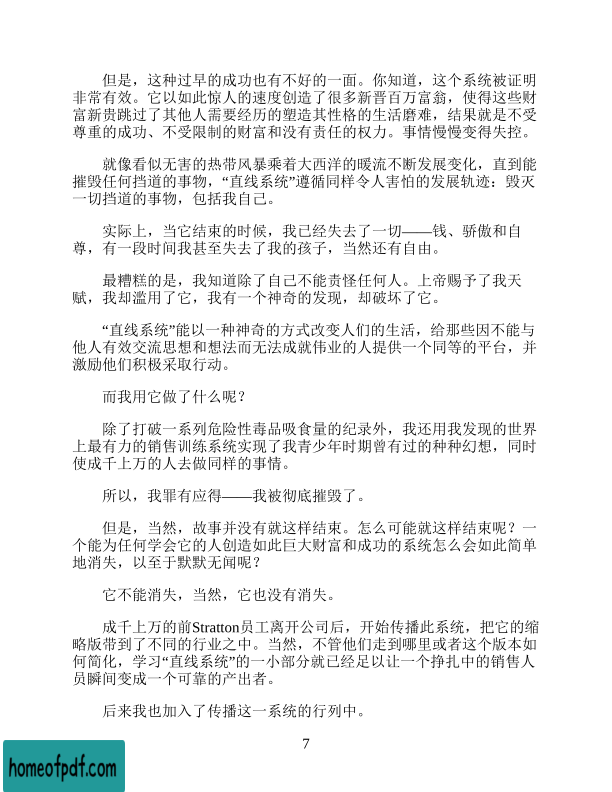 但是，这种过早的成功也有不好的一面。你知道，这个系统被证明
非常有效。它以如此惊人的速度创造了很多新晋百万富翁，使得这些财
富新贵跳过了其他人需要经历的塑造其性格的生活磨难，结果就是不受
尊重的成功、不受限制的财富和没有责任的权力。事情慢慢变得失控。
就像看似无害的热带风暴乘着大西洋的暖流不断发展变化，直到能
摧毁任何挡道的事物，“直线系统”遵循同样令人害怕的发展轨迹：毁灭
一切挡道的事物，包括我自己。
实际上，当它结束的时候，我已经失去了一切——钱、骄傲和自
尊，有一段时间我甚至失去了我的孩子，当然还有自由。
最糟糕的是，我知道除了自己不能责怪任何人。上帝赐予了我天
赋，我却滥用了它，我有一个神奇的发现，却破坏了它。
“直线系统”能以一种神奇的方式改变人们的生活，给那些因不能与
他人有效交流思想和想法而无法成就伟业的人提供一个同等的平台，并
激励他们积极采取行动。
而我用它做了什么呢？
除了打破一系列危险性毒品吸食量的纪录外，我还用我发现的世界
上最有力的销售训练系统实现了我青少年时期曾有过的种种幻想，同时
使成千上万的人去做同样的事情。
所以，我罪有应得——我被彻底摧毁了。
但是，当然，故事并没有就这样结束。怎么可能就这样结束呢？一
个能为任何学会它的人创造如此巨大财富和成功的系统怎么会如此简单
地消失，以至于默默无闻呢？
它不能消失，当然，它也没有消失。
成千上万的前Stratton员工离开公司后，开始传播此系统，把它的缩
略版带到了不同的行业之中。当然，不管他们走到哪里或者这个版本如
何简化，学习“直线系统”的一小部分就已经足以让一个挣扎中的销售人
员瞬间变成一个可靠的产出者。
后来我也加入了传播这一系统的行列中。
7
homeofpdf.com